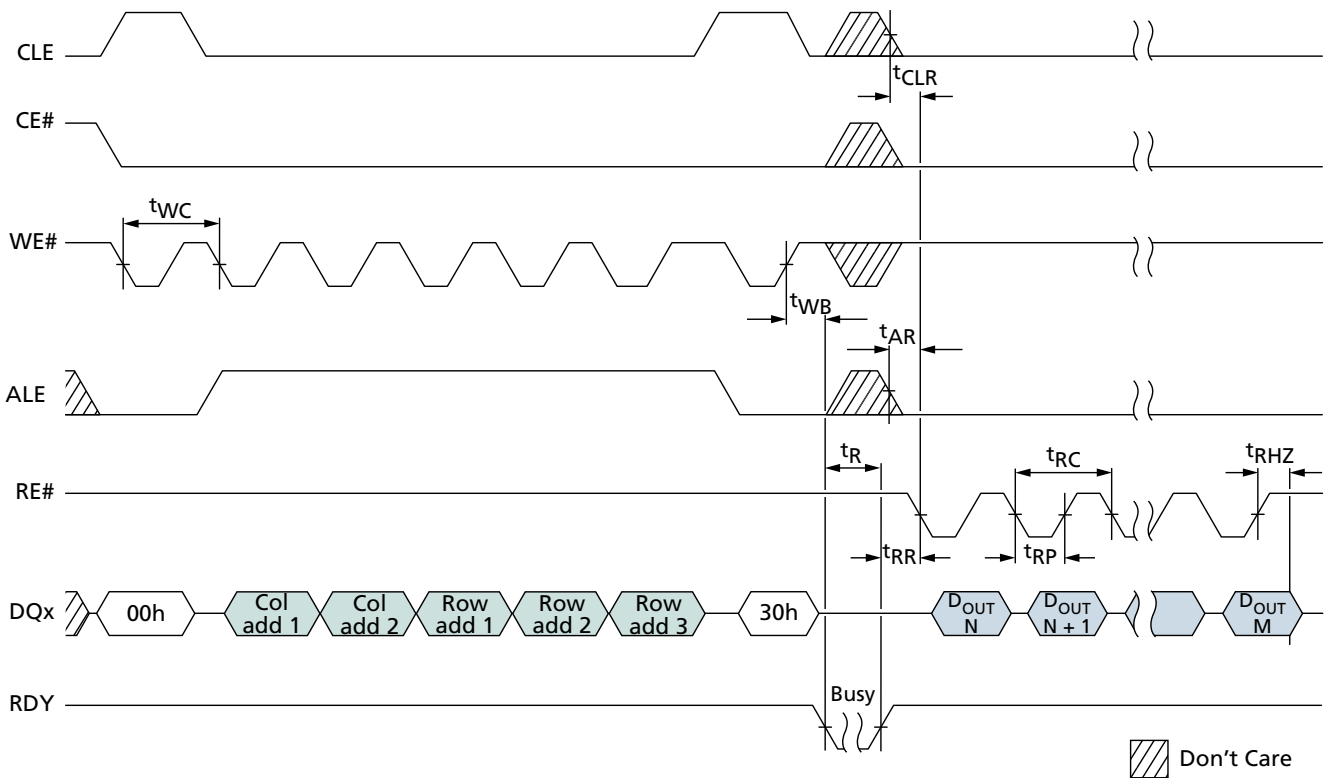 CLE
tCLR
CE#
tWC
WE#
tWB
tAR
ALE
tR
tRC
tRHZ
RE#
tRR
tRP
DQx
00h
Col
add 1
Col
add 2
Row
add 1
Row
add 2
Row
add 3
30h
DOUT
N
DOUT
N + 1
DOUT
M
RDY
Busy
Don't Care